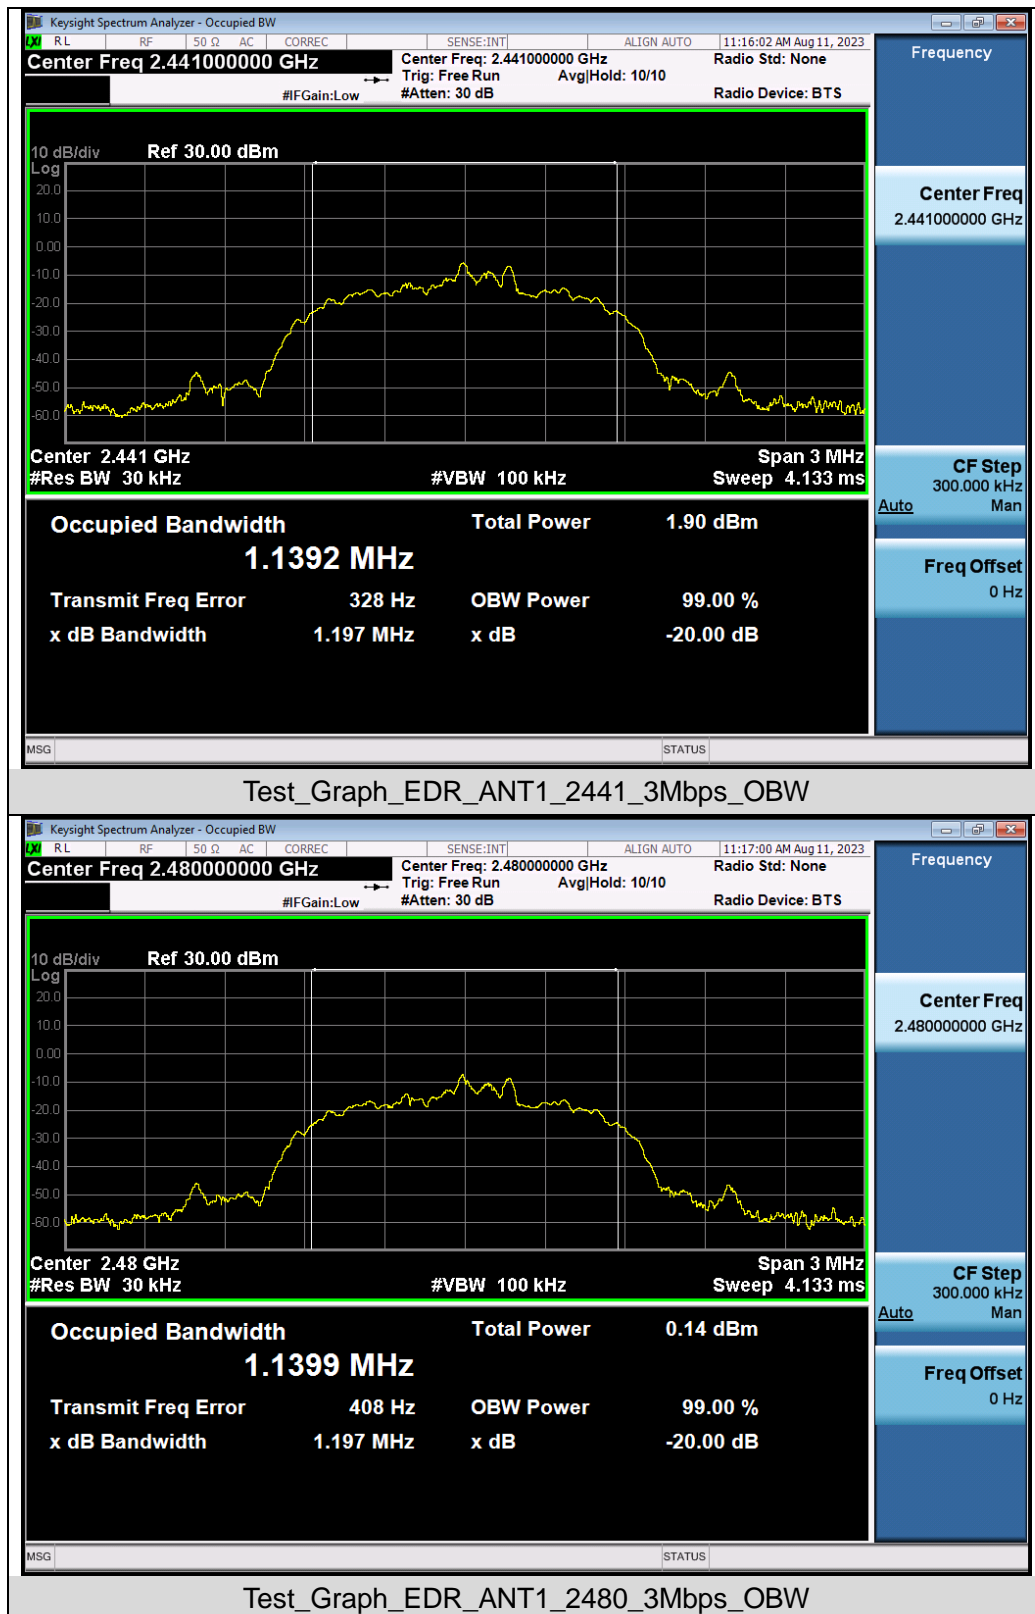 Keysight Spectrum Analyzer - Occupied BW
LXI RL RF 50 Ω AC CORREC SENSE:INT ALIGN AUTO 11:16:02 AM Aug 11, 2023
Center Freq 2.441000000 GHz
Center Freq: 2.441000000 GHz
Radio Std: None
Trig: Free Run Avg|Hold: 10/10
#IFGain:Low #Atten: 30 dB Radio Device: BTS
Frequency
10 dB/div Ref 30.00 dBm
Log
20.0
10.0
0.00
-10.0
-20.0
-30.0
-40.0
-50.0
-60.0
Center 2.441 GHz Span 3 MHz
#Res BW 30 kHz #VBW 100 kHz Sweep 4.133 ms
Center Freq
2.441000000 GHz
CF Step
300.000 kHz
Auto Man
Freq Offset
0 Hz
Occupied Bandwidth Total Power 1.90 dBm
1.1392 MHz
Transmit Freq Error 328 Hz OBW Power 99.00 %
x dB Bandwidth 1.197 MHz x dB -20.00 dB
MSG STATUS
Test_Graph_EDR_ANT1_2441_3Mbps_OBW
Keysight Spectrum Analyzer - Occupied BW
LXI RL RF 50 Ω AC CORREC SENSE:INT ALIGN AUTO 11:17:00 AM Aug 11, 2023
Center Freq 2.480000000 GHz
Center Freq: 2.480000000 GHz
Radio Std: None
Trig: Free Run Avg|Hold: 10/10
#IFGain:Low #Atten: 30 dB Radio Device: BTS
Frequency
10 dB/div Ref 30.00 dBm
Log
20.0
10.0
0.00
-10.0
-20.0
-30.0
-40.0
-50.0
-60.0
Center 2.48 GHz Span 3 MHz
#Res BW 30 kHz #VBW 100 kHz Sweep 4.133 ms
Center Freq
2.480000000 GHz
CF Step
300.000 kHz
Auto Man
Freq Offset
0 Hz
Occupied Bandwidth Total Power 0.14 dBm
1.1399 MHz
Transmit Freq Error 408 Hz OBW Power 99.00 %
x dB Bandwidth 1.197 MHz x dB -20.00 dB
MSG STATUS
Test_Graph_EDR_ANT1_2480_3Mbps_OBW